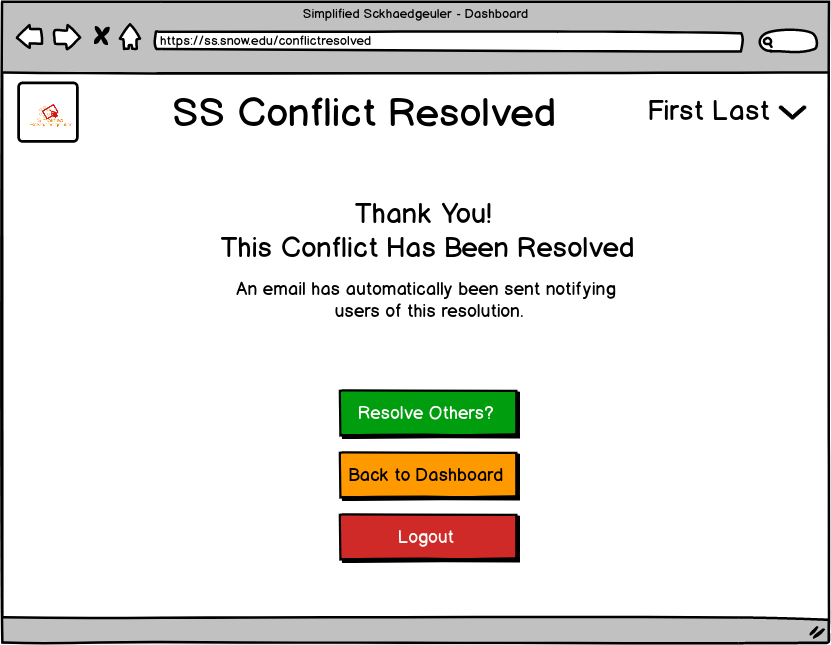 Simplified Sckhaedgeuler - Dashboard
https://ss.snow.edu/conflictresolved
SS Conflict Resolved
First Last
Thank You!
This Conflict Has Been Resolved
An email has automatically been sent notifying
users of this resolution.
Resolve Others?
Back to Dashboard
Logout